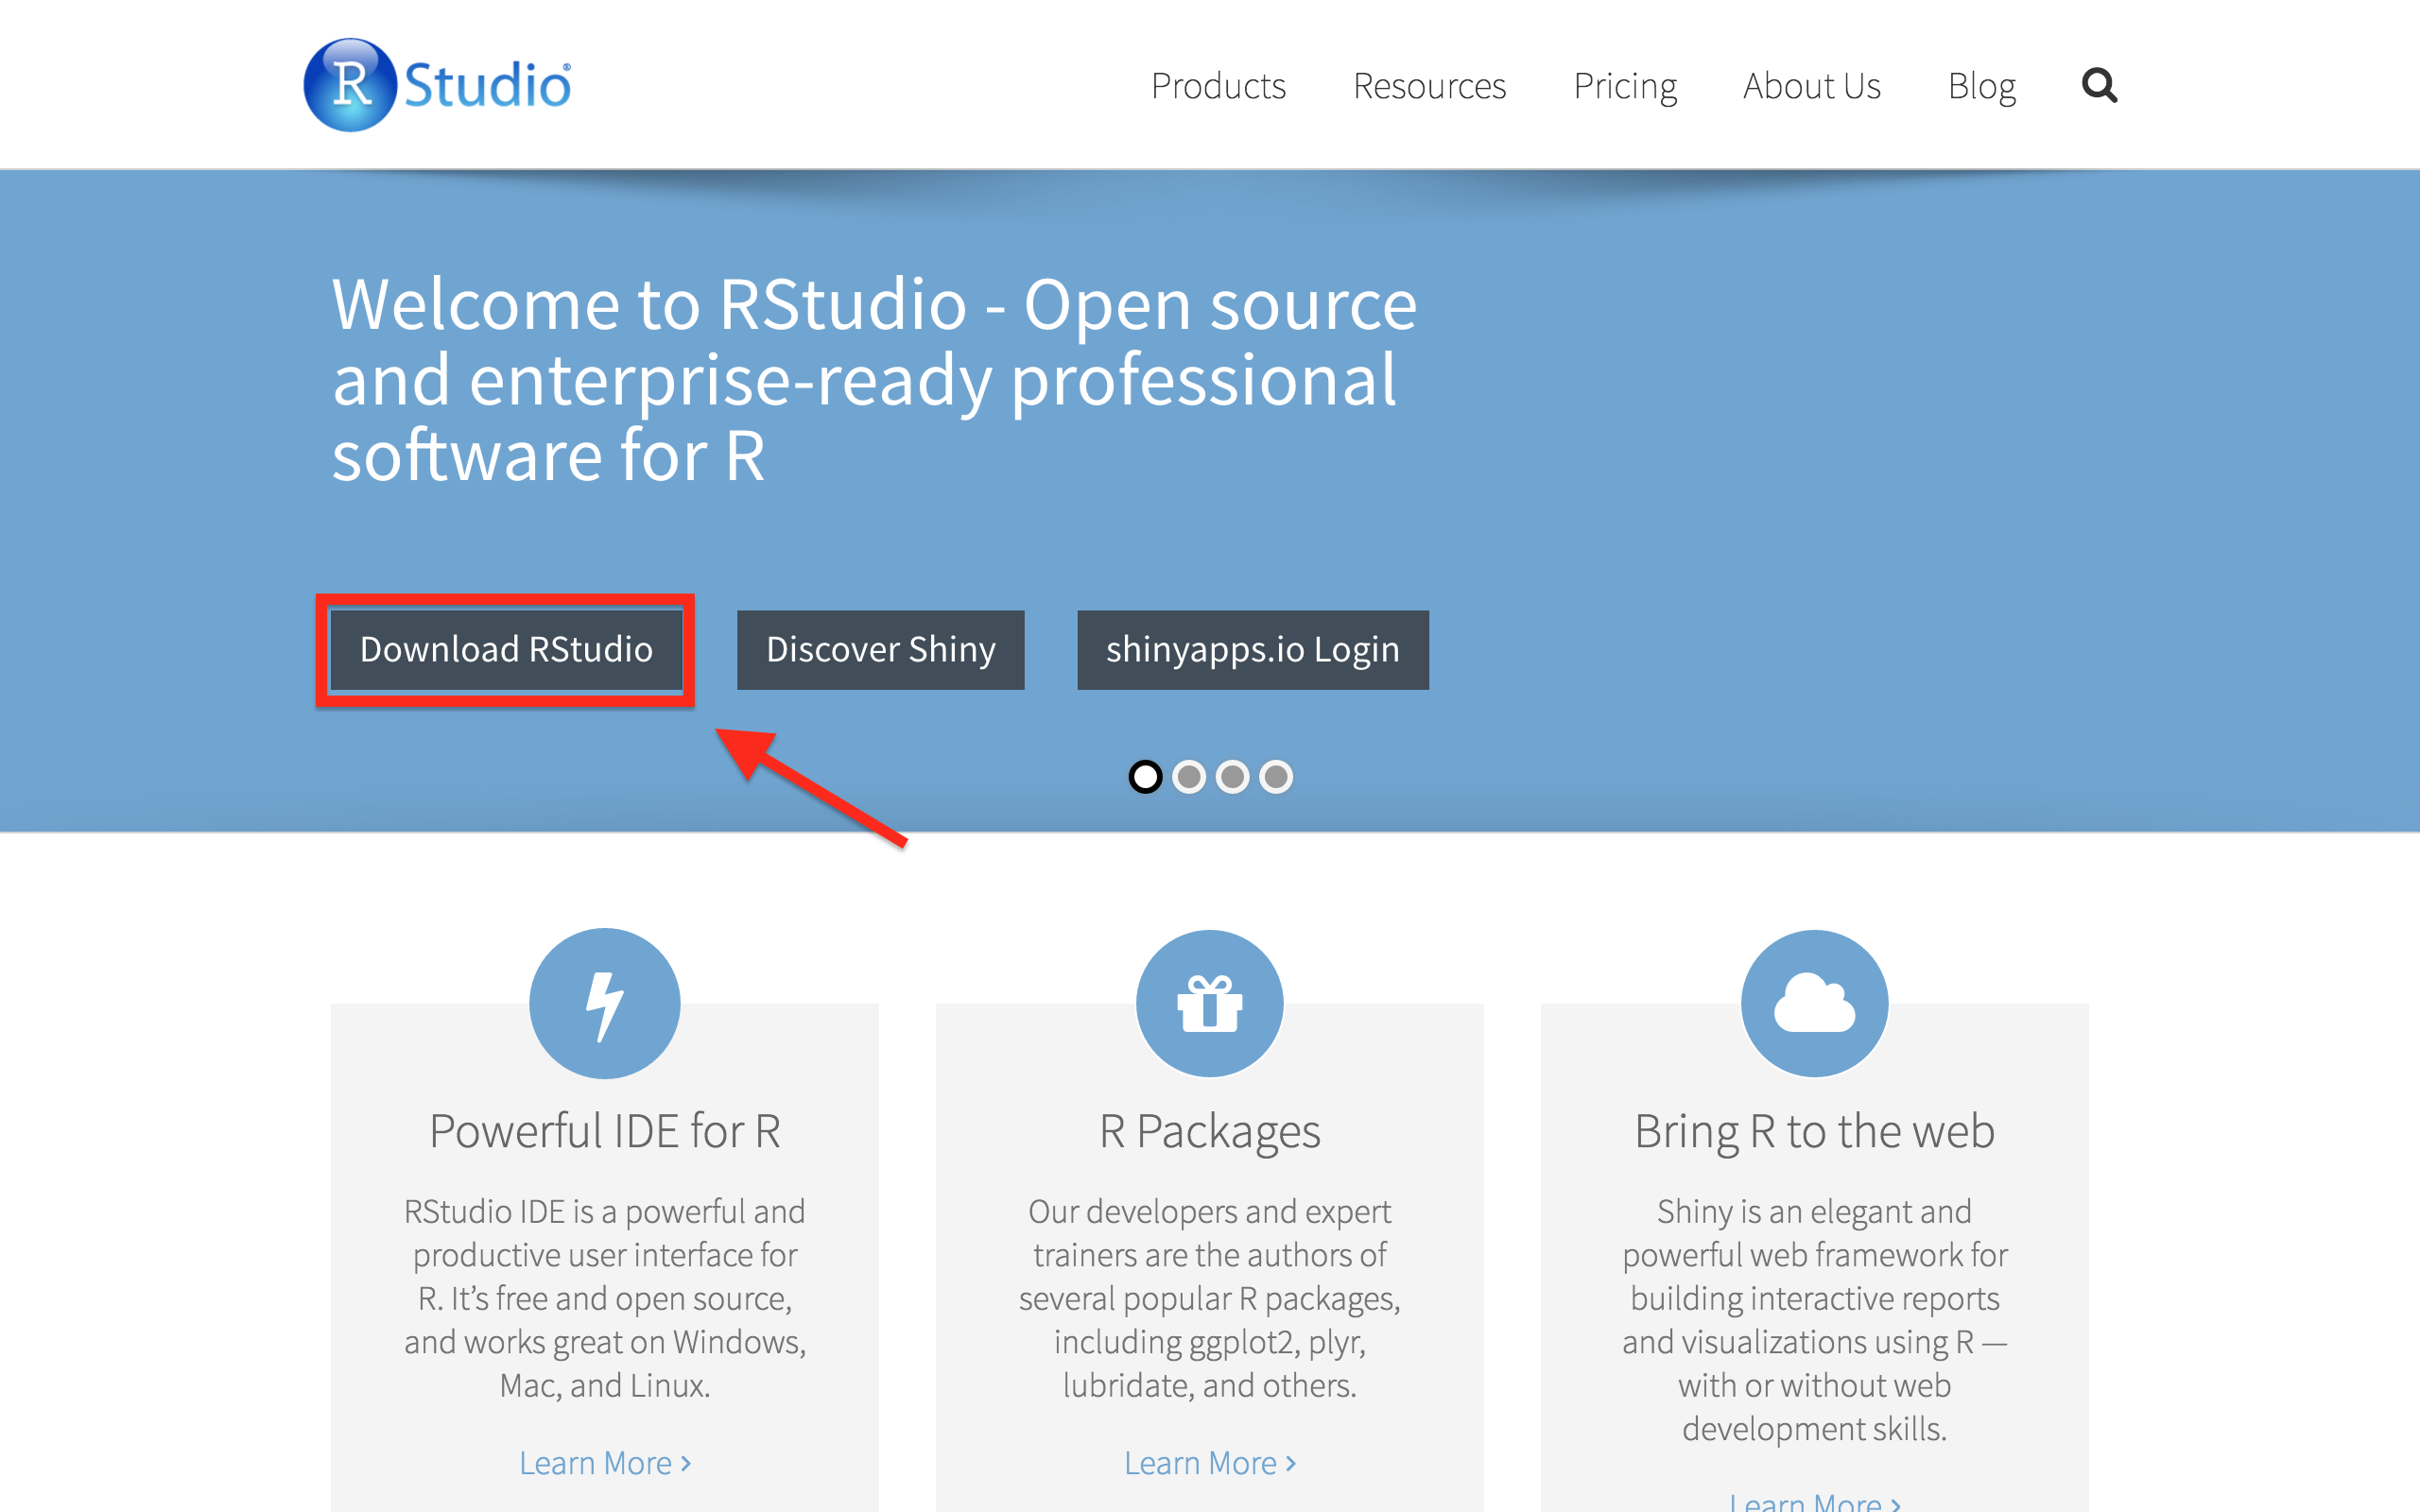 R Studio®
Products Resources Pricing About Us Blog
Welcome to RStudio - Open source
and enterprise-ready professional
software for R
Download RStudio
Discover Shiny
shinyapps.io Login
Powerful IDE for R
RStudio IDE is a powerful and
productive user interface for
R. It’s free and open source,
and works great on Windows,
Mac, and Linux.
Learn More ›
R Packages
Our developers and expert
trainers are the authors of
several popular R packages,
including ggplot2, plyr,
lubridate, and others.
Learn More ›
Bring R to the web
Shiny is an elegant and
powerful web framework for
building interactive reports
and visualizations using R —
with or without web
development skills.
Learn More ›